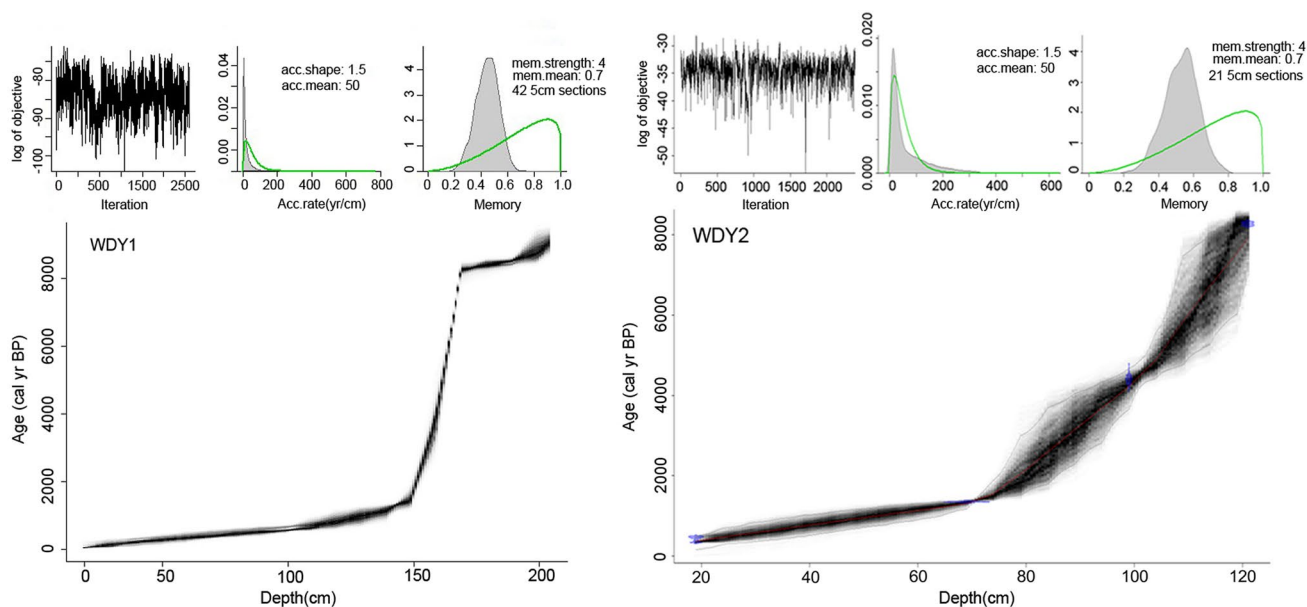 log of objective
-100 -90 -80
0 500 1500 2500
Iteration
0.00 0.02 0.04
acc.shape: 1.5
acc.mean: 50
0 200 400 800
Acc.rate(yr/cm)
0 1 2 3 4
mem.strength: 4
mem.mean: 0.7
42 5cm sections
0.0 0.2 0.4 0.6 0.8 1.0
Memory
log of objective
-50 -45 -40 -35 -30
0 500 1000 2000
Iteration
0.000 0.010 0.020
acc.shape: 1.5
acc.mean: 50
0 200 400 600
Acc.rate(yr/cm)
0 1 2 3 4
mem.strength: 4
mem.mean: 0.7
21 5cm sections
0.0 0.2 0.4 0.6 0.8 1.0
Memory
WDY1
Age (cal yr BP)
0 2000 4000 6000 8000
0 50 100 150 200
Depth(cm)
WDY2
Age (cal yr BP)
0 2000 4000 6000 8000
20 40 60 80 100 120
Depth(cm)